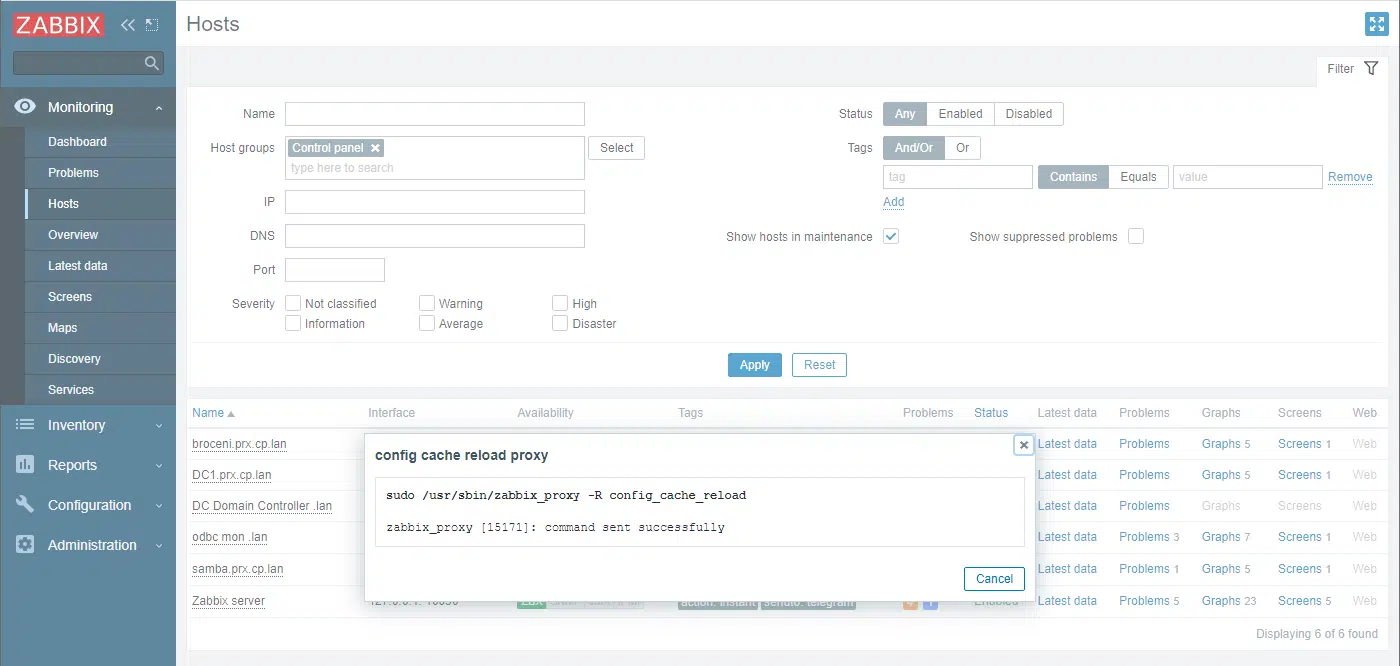 ZABBIX
Hosts
Filter
Monitoring
Dashboard
Problems
Hosts
Overview
Latest data
Screens
Maps
Discovery
Services
Inventory
Reports
Configuration
Administration
Name
Host groups Control panel Select
type here to search
IP
DNS
Port
Severity Not classified Warning High
Information Average Disaster
Status Any Enabled Disabled
Tags And/Or Or
tag Contains Equals value Remove
Add
Show hosts in maintenance Show suppressed problems
Apply Reset
Name Interface Availability Tags Problems Status Latest data Problems Graphs Screens Web
broceni.prx.cp.lan Latest data Problems Graphs 5 Screens 1 Web
DC1.prx.cp.lan Latest data Problems Graphs 5 Screens 1 Web
DC Domain Controller .lan Latest data Problems Graphs Screens Web
odbc mon .lan Latest data Problems 3 Graphs 7 Screens 1 Web
samba.prx.cp.lan Latest data Problems 1 Graphs 5 Screens 1 Web
Zabbix server action: instant sendto: telegram Enabled Latest data Problems 5 Graphs 23 Screens 5 Web
config cache reload proxy
sudo /usr/sbin/zabbix_proxy -R config_cache_reload
zabbix_proxy [15171]: command sent successfully
Cancel
Displaying 6 of 6 found